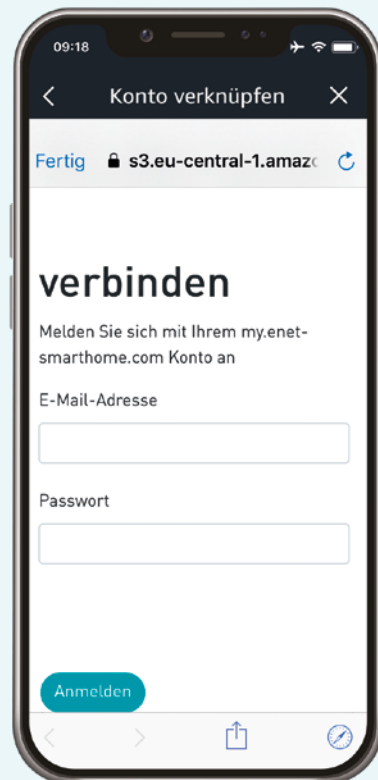 09:18
Konto verknüpfen
Fertig s3.eu-central-1.amazo
verbinden
Melden Sie sich mit Ihrem my.enet-
smarthome.com Konto an
E-Mail-Adresse
Passwort
Anmelden